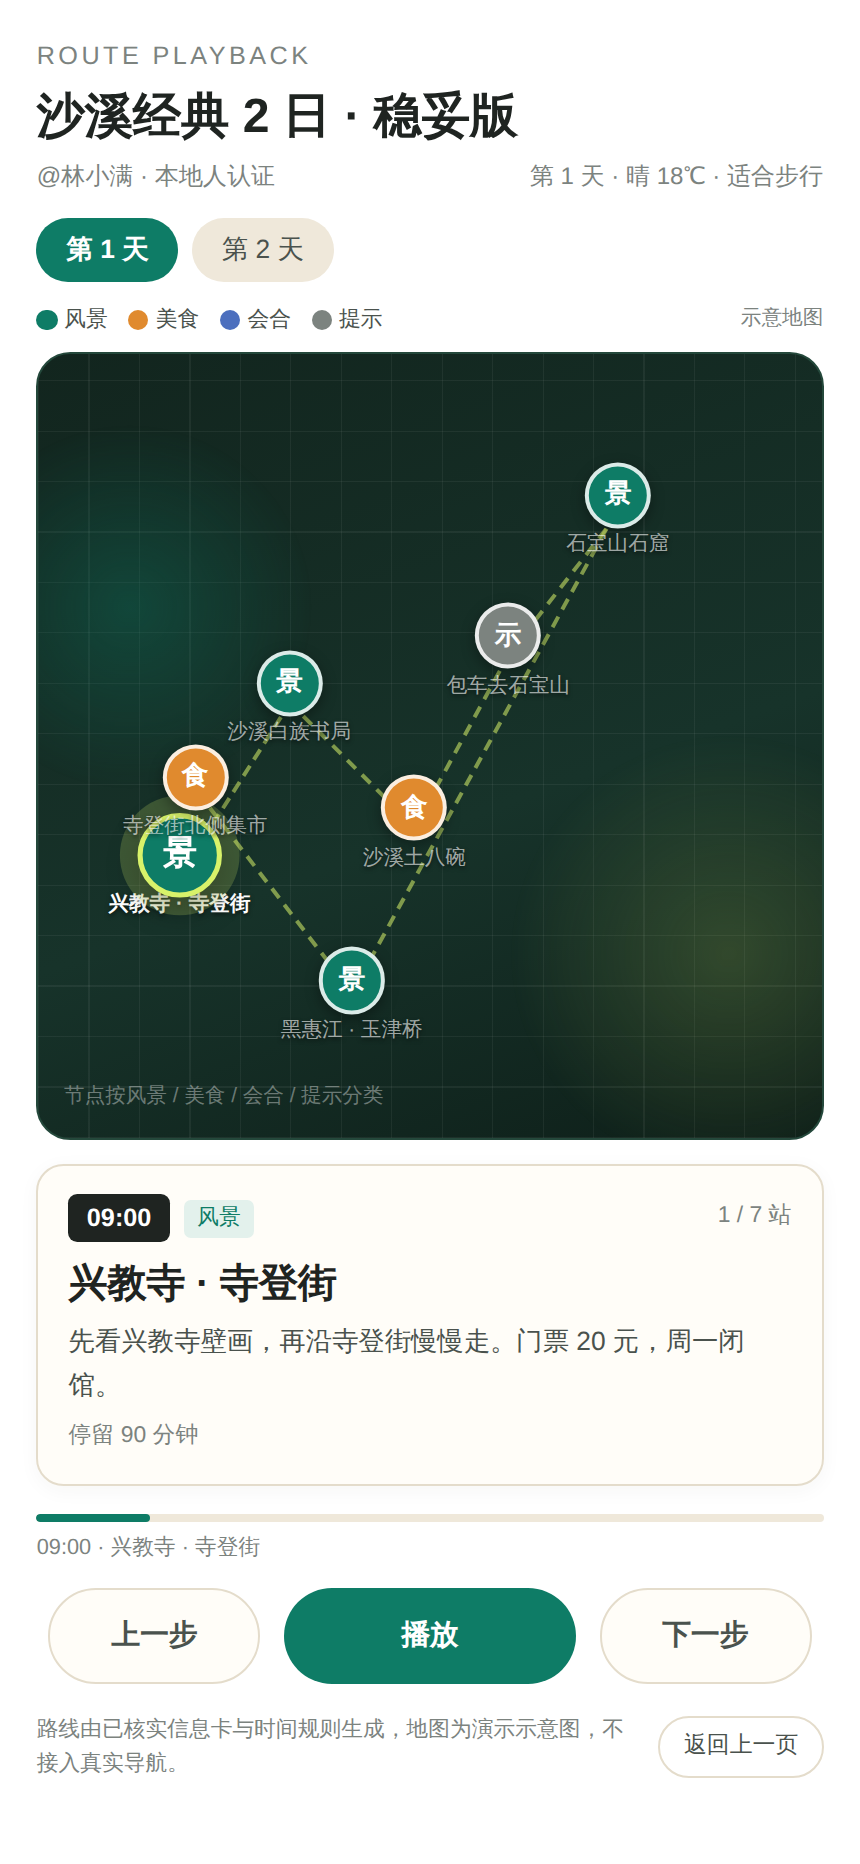 ROUTE PLAYBACK
沙溪经典 2 日 · 稳妥版
@林小满 · 本地人认证
第 1 天 · 晴 18℃ · 适合步行
第 1 天
第 2 天
风景
美食
会合
提示
示意地图
景
石宝山石窟
示
包车去石宝山
景
沙溪白族书局
食
寺登街北侧集市
食
沙溪土八碗
景
兴教寺 · 寺登街
景
黑惠江 · 玉津桥
节点按风景 / 美食 / 会合 / 提示分类
09:00
风景
1 / 7 站
兴教寺 · 寺登街
先看兴教寺壁画，再沿寺登街慢慢走。门票 20 元，周一闭
馆。
停留 90 分钟
09:00 · 兴教寺 · 寺登街
上一步
播放
下一步
路线由已核实信息卡与时间规则生成，地图为演示示意图，不
接入真实导航。
返回上一页